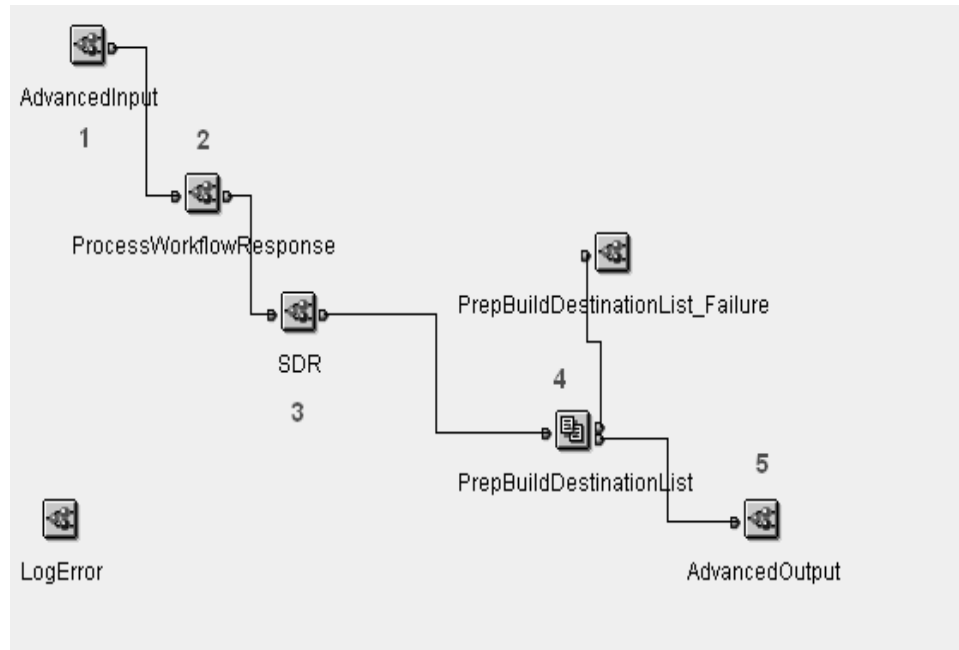 AdvancedInput
1
2
ProcessWorkflowResponse
PrepBuildDestinationList_Failure
SDR
3
4
PrepBuildDestinationList
5
LogError
AdvancedOutput